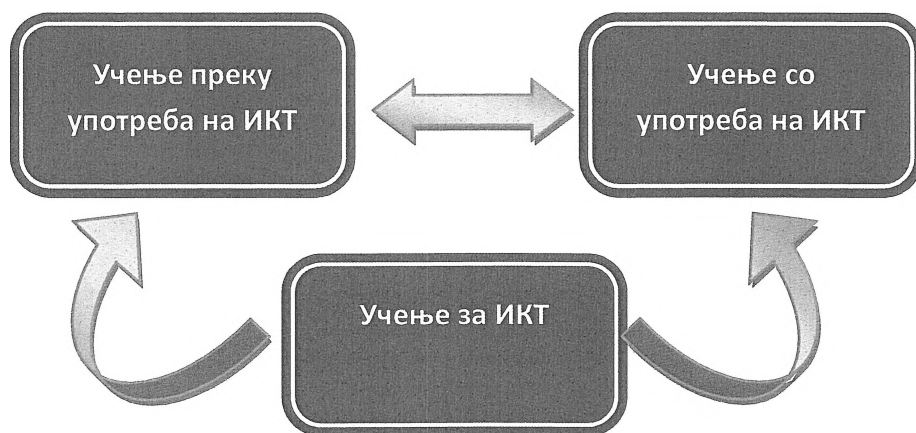 Учење преку
употреба на ИКТ
Учење со
употреба на ИКТ
Учење за ИКТ